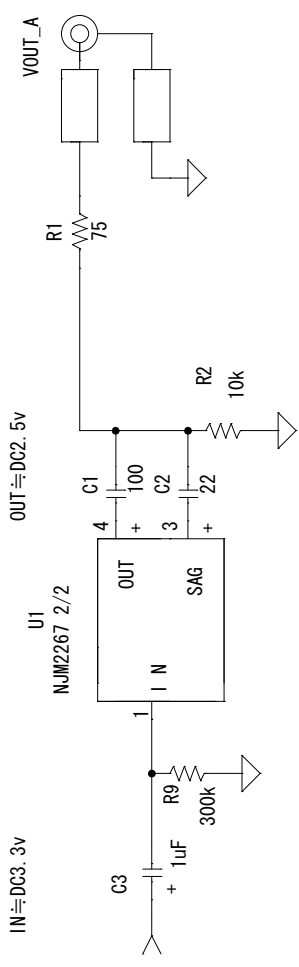 IN≒DC3. 3v
OUT≒DC2. 5v
VOUT_A
U1
NJM2267 2/2
C3
1uF
+
R9
300k
1
I N
OUT
SAG
4
+
3
+
C1
100
C2
22
R2
10k
R1
75